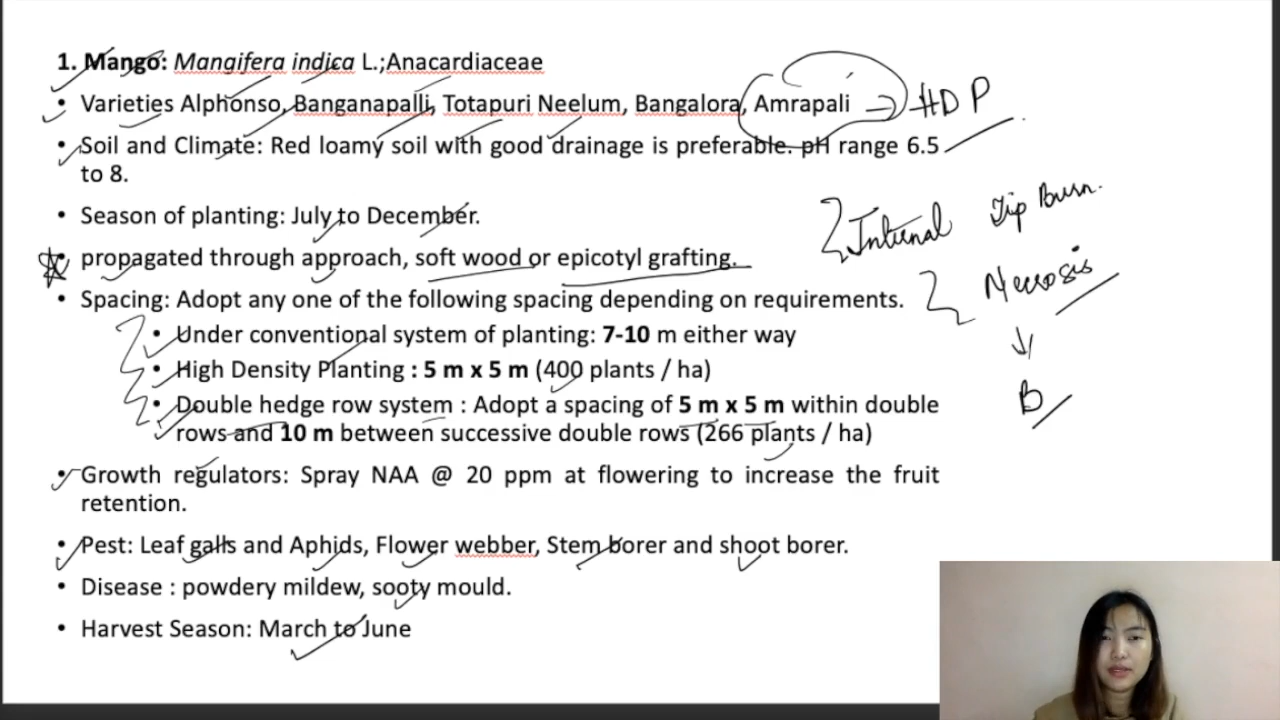 1. Mango: Mangifera indica L.;Anacardiaceae
• Varieties Alphonso, Banganapalli, Totapuri Neelum, Bangalora, Amrapali → HDP
• Soil and Climate: Red loamy soil with good drainage is preferable. pH range 6.5
to 8.
• Season of planting: July to December.
Internal Tip Burn.
• propagated through approach, soft wood or epicotyl grafting.
Necrosis
• Spacing: Adopt any one of the following spacing depending on requirements.
• Under conventional system of planting: 7-10 m either way
• High Density Planting : 5 m x 5 m (400 plants / ha)
• Double hedge row system : Adopt a spacing of 5 m x 5 m within double
B
rows and 10 m between successive double rows (266 plants / ha)
• Growth regulators: Spray NAA @ 20 ppm at flowering to increase the fruit
retention.
• Pest: Leaf galls and Aphids, Flower webber, Stem borer and shoot borer.
• Disease : powdery mildew, sooty mould.
• Harvest Season: March to June